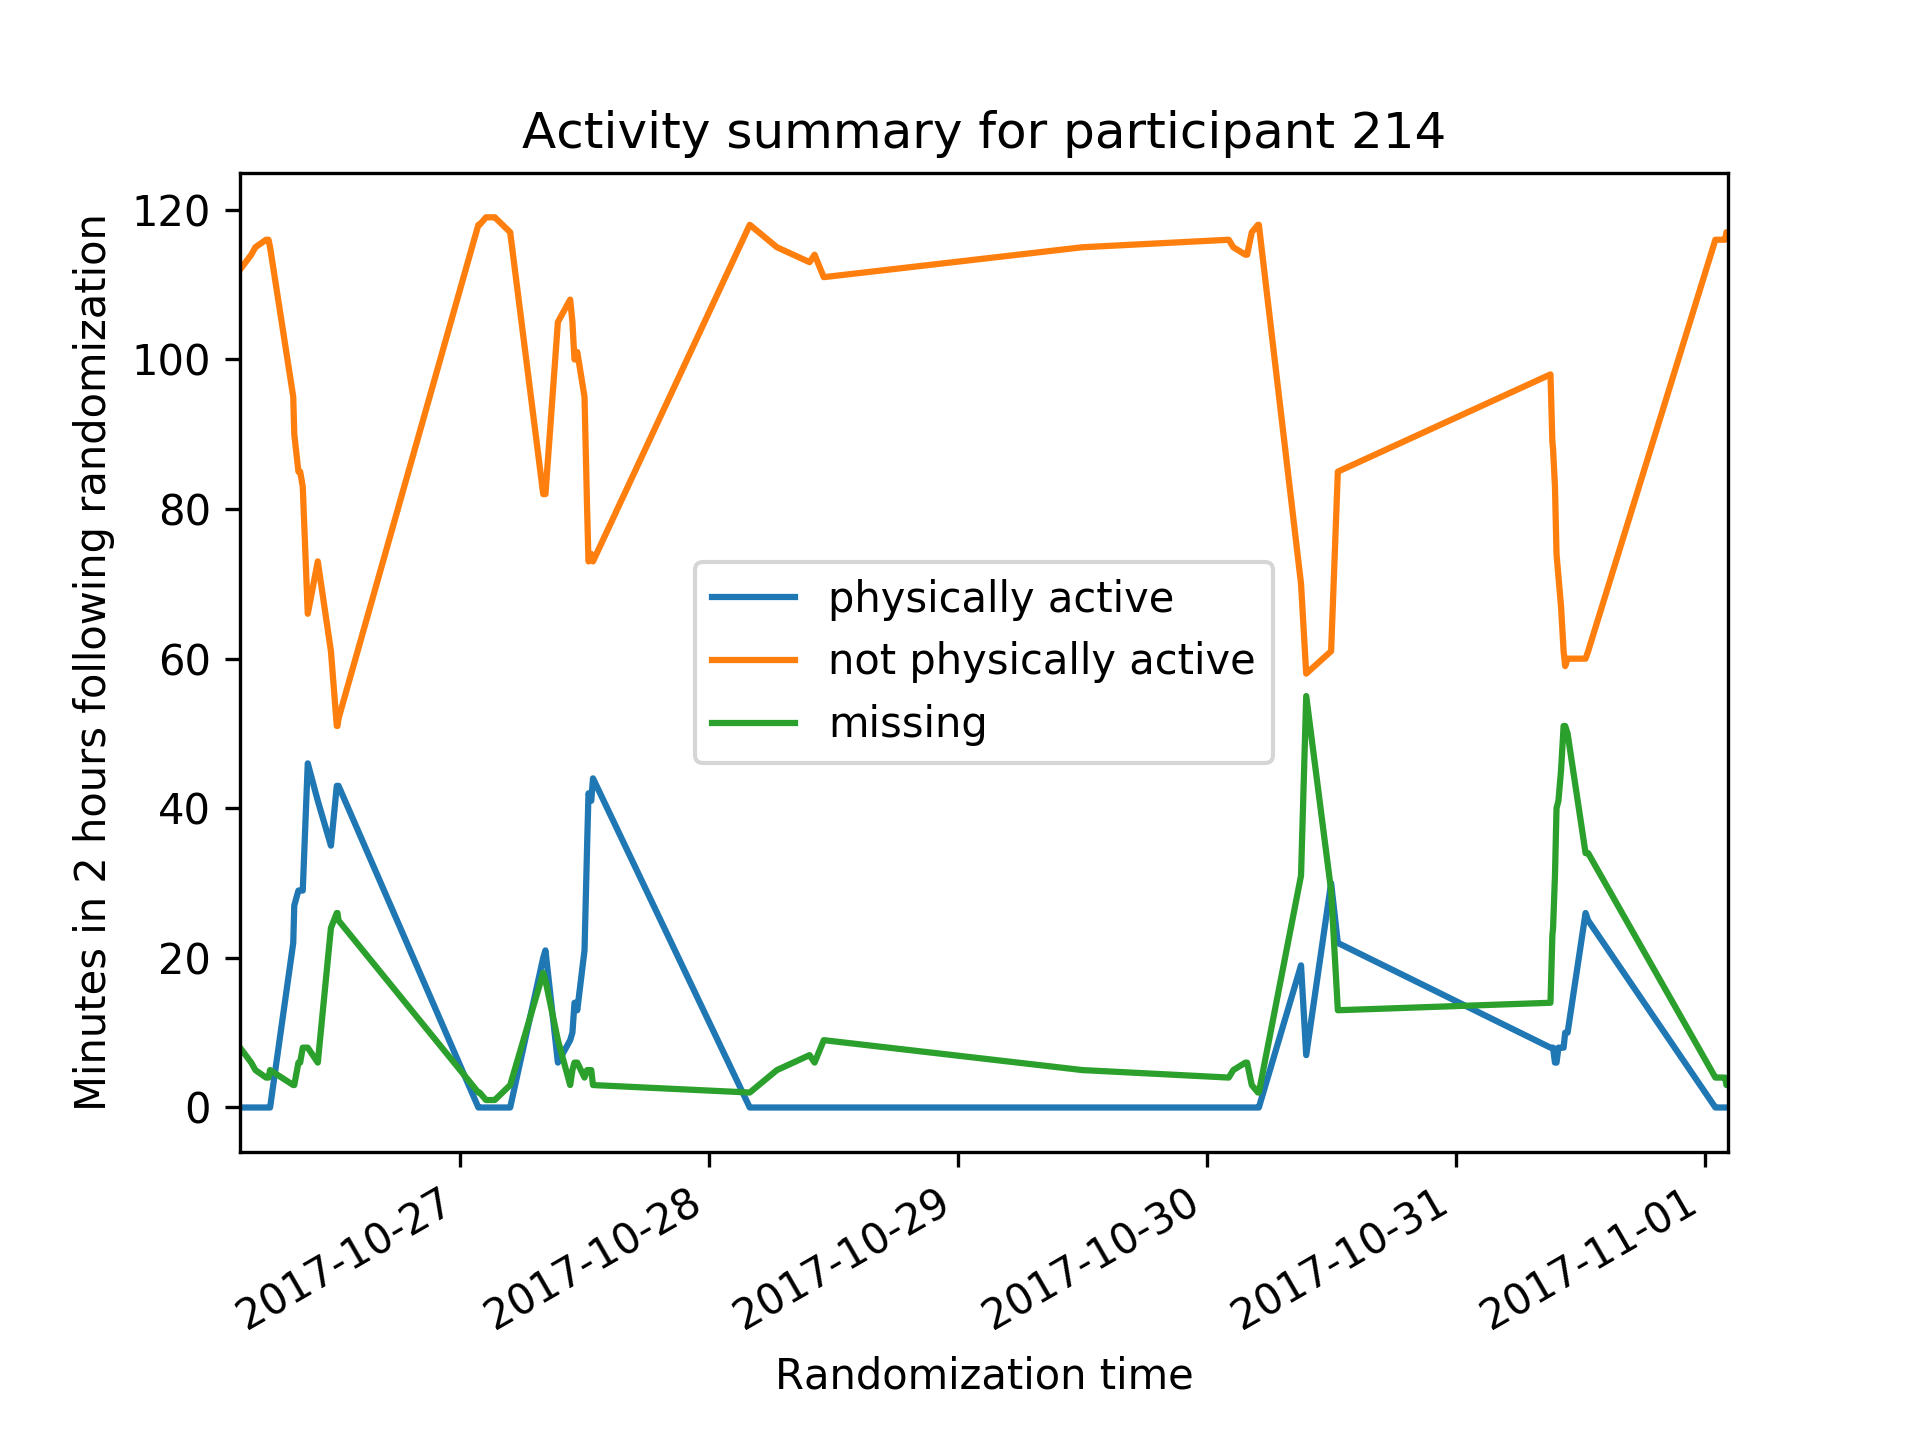 Activity summary for participant 214
Minutes in 2 hours following randomization
120
100
80
60
40
20
0
physically active
not physically active
missing
2017-10-27
2017-10-28
2017-10-29
2017-10-30
2017-10-31
2017-11-01
Randomization time